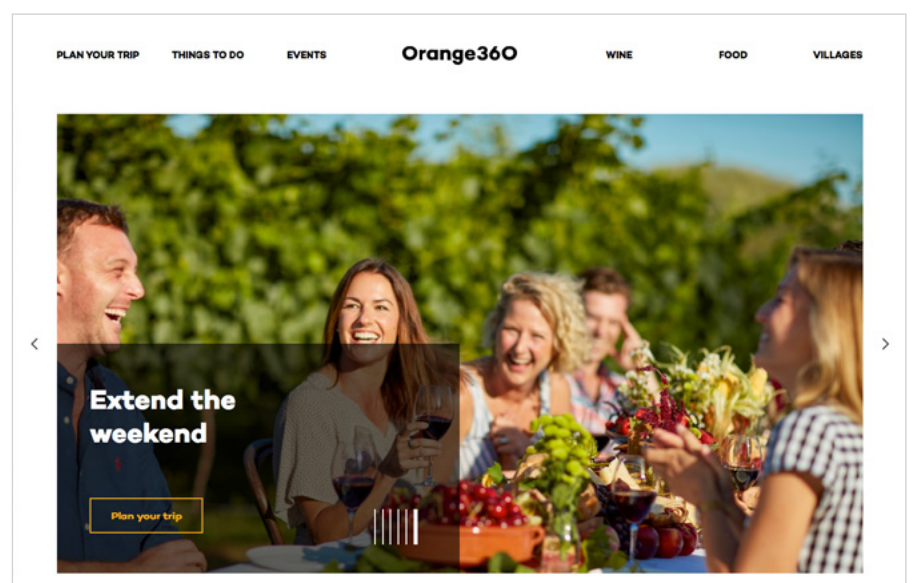 PLAN YOUR TRIP
THINGS TO DO
EVENTS
Orange360
WINE
FOOD
VILLAGES
Extend the
weekend
Plan your trip